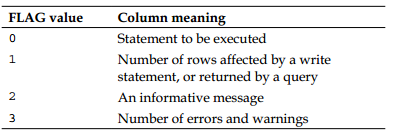 FLAG value Column meaning
0 Statement to be executed
1 Number of rows affected by a write
statement, or returned by a query
2 An informative message
3 Number of errors and warnings